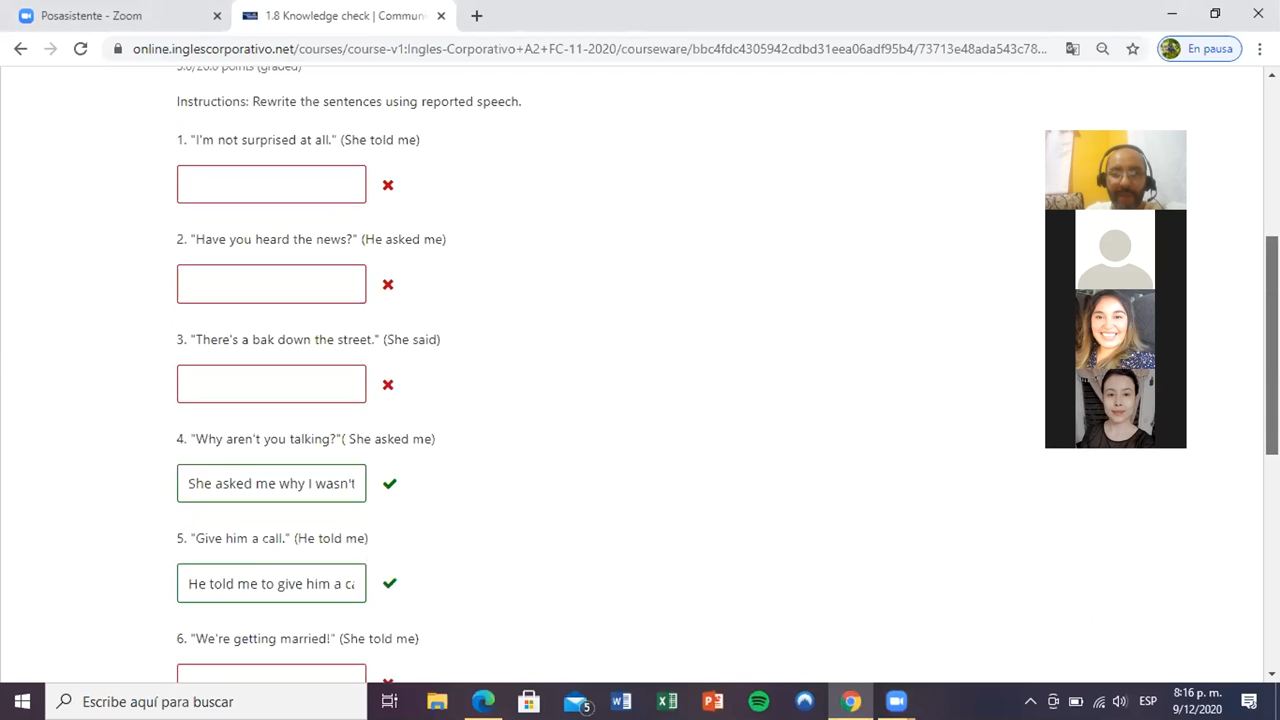 Posasistente - Zoom
1.8 Knowledge check | Commun
online.inglescorporativo.net/courses/course-v1:Ingles-Corporativo+A2+FC-11-2020/courseware/bbc4fdc4305942cdbd31eea06adf95b4/73713e48ada543c78...
En pausa
Instructions: Rewrite the sentences using reported speech.
1. "I'm not surprised at all." (She told me)
2. "Have you heard the news?" (He asked me)
3. "There's a bak down the street." (She said)
4. "Why aren't you talking?"( She asked me)
She asked me why I wasn't
5. "Give him a call." (He told me)
He told me to give him a ca
6. "We're getting married!" (She told me)
Escribe aquí para buscar
5
ESP
8:16 p. m.
9/12/2020